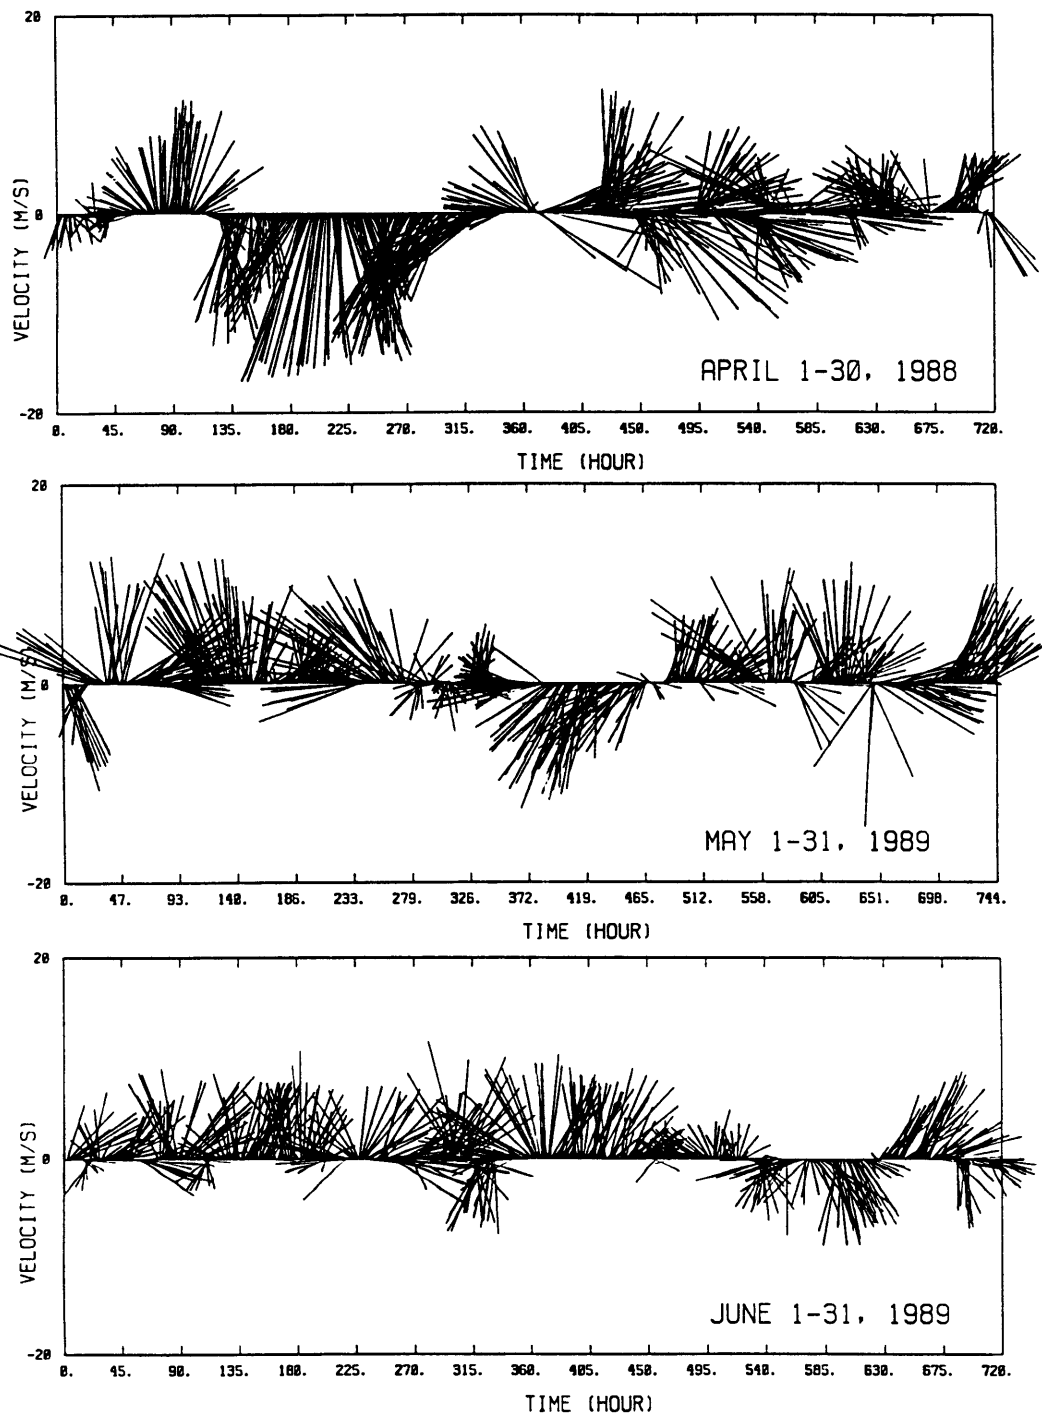 20
VELOCITY (M/S)
0
-20
0. 45. 90. 135. 180. 225. 270. 315. 360. 405. 450. 495. 540. 585. 630. 675. 720.
TIME (HOUR)
APRIL 1-30, 1988
20
VELOCITY (M/S)
0
-20
0. 47. 93. 140. 186. 233. 279. 326. 372. 419. 465. 512. 558. 605. 651. 698. 744.
TIME (HOUR)
MAY 1-31, 1989
20
VELOCITY (M/S)
0
-20
0. 45. 90. 135. 180. 225. 270. 315. 360. 405. 450. 495. 540. 585. 630. 675. 720.
TIME (HOUR)
JUNE 1-31, 1989